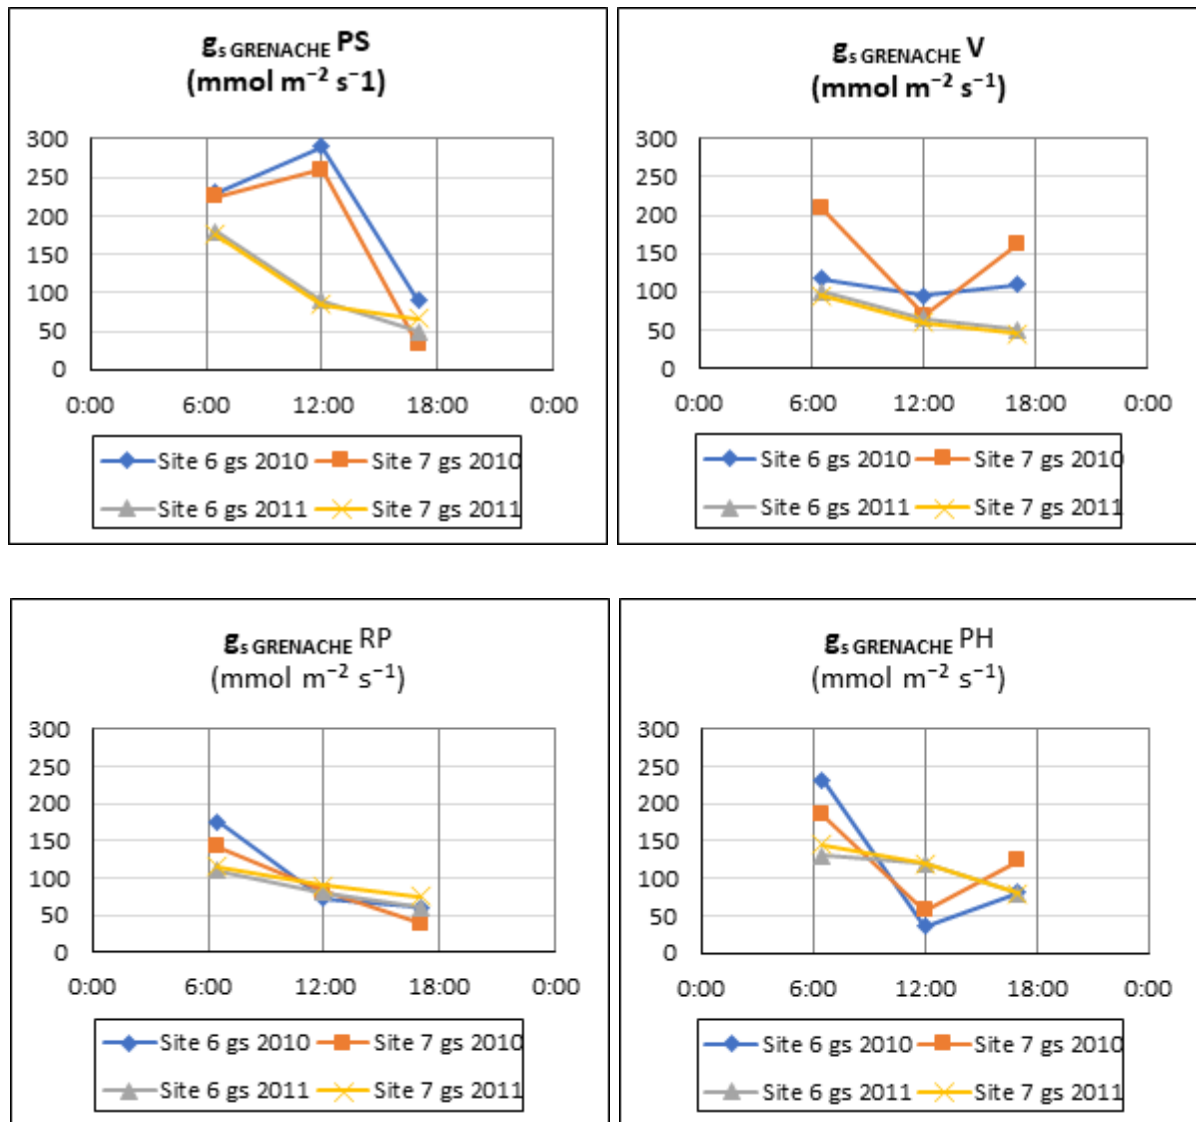 gs GRENACHE PS
(mmol m⁻² s⁻1)
300
250
200
150
100
50
0
0:00 6:00 12:00 18:00 0:00
Site 6 gs 2010 Site 7 gs 2010
Site 6 gs 2011 Site 7 gs 2011
gs GRENACHE V
(mmol m⁻² s⁻¹)
300
250
200
150
100
50
0
0:00 6:00 12:00 18:00 0:00
Site 6 gs 2010 Site 7 gs 2010
Site 6 gs 2011 Site 7 gs 2011
gs GRENACHE RP
(mmol m⁻² s⁻¹)
300
250
200
150
100
50
0
0:00 6:00 12:00 18:00 0:00
Site 6 gs 2010 Site 7 gs 2010
Site 6 gs 2011 Site 7 gs 2011
gs GRENACHE PH
(mmol m⁻² s⁻¹)
300
250
200
150
100
50
0
0:00 6:00 12:00 18:00 0:00
Site 6 gs 2010 Site 7 gs 2010
Site 6 gs 2011 Site 7 gs 2011